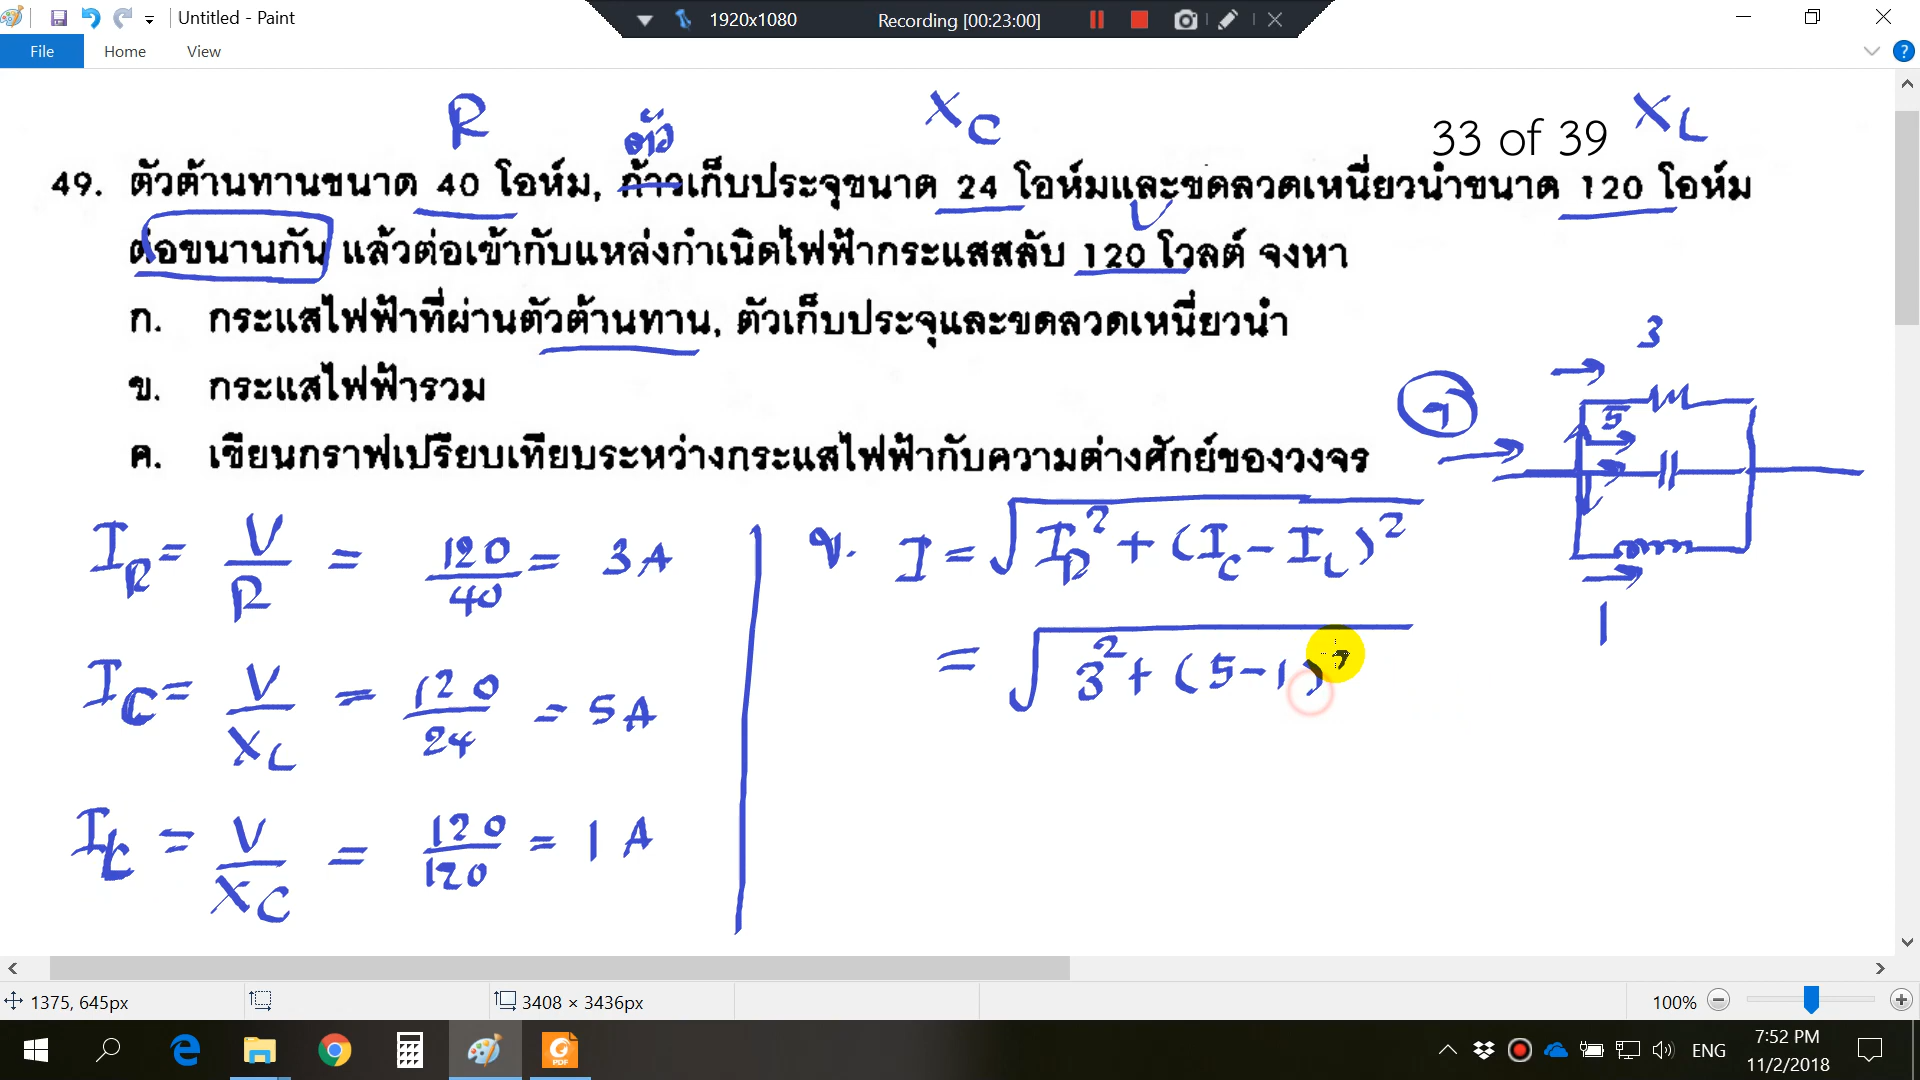 Untitled - Paint
1920x1080
Recording [00:23:00]
File Home View
R
ตัว
XC
33 of 39
XL
49. ตัวต้านทานขนาด 40 โอห์ม, ก้าวเก็บประจุขนาด 24 โอห์มและขดลวดเหนี่ยวนำขนาด 120 โอห์ม
V
ต่อขนานกัน แล้วต่อเข้ากับแหล่งกำเนิดไฟฟ้ากระแสสลับ 120 โวลต์ จงหา
ก. กระแสไฟฟ้าที่ผ่านตัวต้านทาน, ตัวเก็บประจุและขดลวดเหนี่ยวนำ
3
ข. กระแสไฟฟ้ารวม
5
ค. เขียนกราฟเปรียบเทียบระหว่างกระแสไฟฟ้ากับความต่างศักย์ของวงจร
1
I_R = V/R = 120/40 = 3A
I_C = V/X_L = 120/24 = 5A
I_L = V/X_C = 120/120 = 1A
ข. I = √(I_R² + (I_C - I_L)²)
= √(3² + (5-1)
1375, 645px
3408 × 3436px
100%
ENG
7:52 PM
11/2/2018